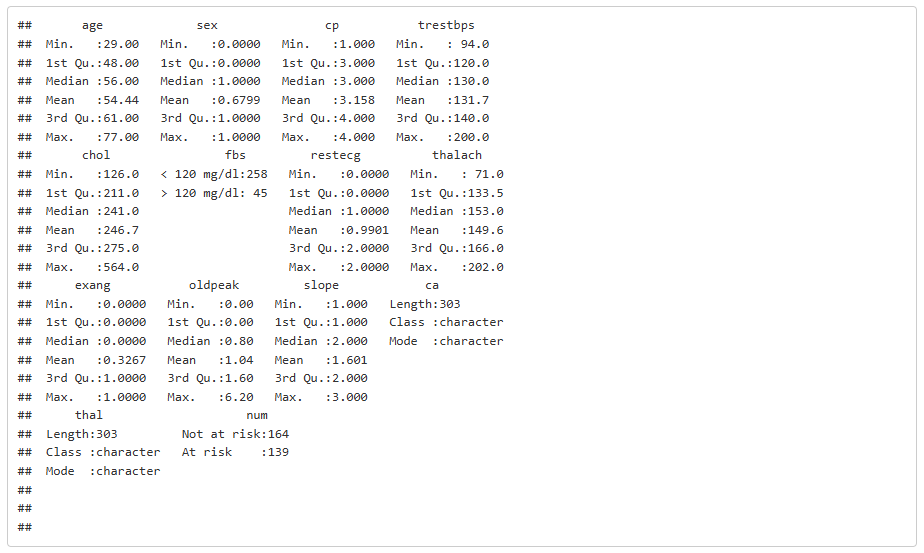 ##       age             sex               cp           trestbps
##  Min.   :29.00   Min.   :0.0000   Min.   :1.000   Min.   : 94.0
##  1st Qu.:48.00   1st Qu.:0.0000   1st Qu.:3.000   1st Qu.:120.0
##  Median :56.00   Median :1.0000   Median :3.000   Median :130.0
##  Mean   :54.44   Mean   :0.6799   Mean   :3.158   Mean   :131.7
##  3rd Qu.:61.00   3rd Qu.:1.0000   3rd Qu.:4.000   3rd Qu.:140.0
##  Max.   :77.00   Max.   :1.0000   Max.   :4.000   Max.   :200.0
##       chol                fbs         restecg          thalach
##  Min.   :126.0   < 120 mg/dl:258   Min.   :0.0000   Min.   : 71.0
##  1st Qu.:211.0   > 120 mg/dl: 45   1st Qu.:0.0000   1st Qu.:133.5
##  Median :241.0                     Median :1.0000   Median :153.0
##  Mean   :246.7                     Mean   :0.9901   Mean   :149.6
##  3rd Qu.:275.0                     3rd Qu.:2.0000   3rd Qu.:166.0
##  Max.   :564.0                     Max.   :2.0000   Max.   :202.0
##      exang           oldpeak         slope            ca
##  Min.   :0.0000   Min.   :0.00   Min.   :1.000   Length:303
##  1st Qu.:0.0000   1st Qu.:0.00   1st Qu.:1.000   Class :character
##  Median :0.0000   Median :0.80   Median :2.000   Mode  :character
##  Mean   :0.3267   Mean   :1.04   Mean   :1.601
##  3rd Qu.:1.0000   3rd Qu.:1.60   3rd Qu.:2.000
##  Max.   :1.0000   Max.   :6.20   Max.   :3.000
##      thal                    num
##  Length:303         Not at risk:164
##  Class :character   At risk    :139
##  Mode  :character
##
##
##